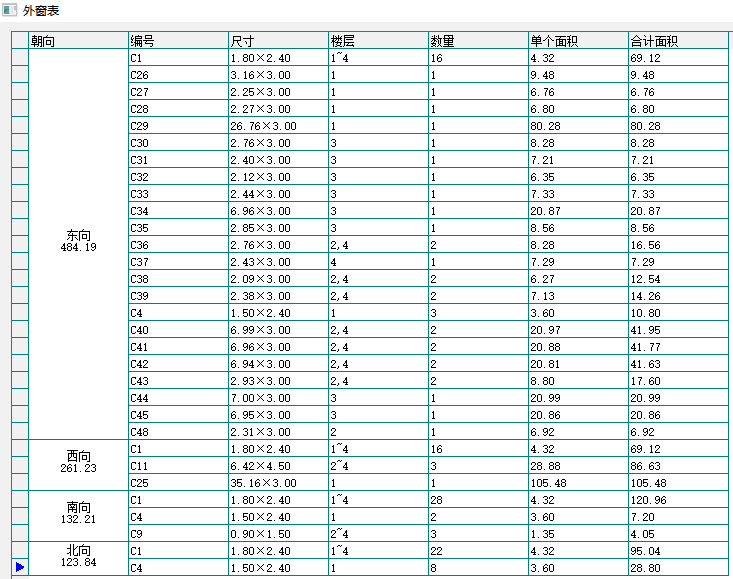 外窗表
朝向 编号 尺寸 楼层 数量 单个面积 合计面积
东向
484.19
C1 1.80×2.40 1~4 16 4.32 69.12
C26 3.16×3.00 1 1 9.48 9.48
C27 2.25×3.00 1 1 6.76 6.76
C28 2.27×3.00 1 1 6.80 6.80
C29 26.76×3.00 1 1 80.28 80.28
C30 2.76×3.00 3 1 8.28 8.28
C31 2.40×3.00 3 1 7.21 7.21
C32 2.12×3.00 3 1 6.35 6.35
C33 2.44×3.00 3 1 7.33 7.33
C34 6.96×3.00 3 1 20.87 20.87
C35 2.85×3.00 3 1 8.56 8.56
C36 2.76×3.00 2,4 2 8.28 16.56
C37 2.43×3.00 4 1 7.29 7.29
C38 2.09×3.00 2,4 2 6.27 12.54
C39 2.38×3.00 2,4 2 7.13 14.26
C4 1.50×2.40 1 3 3.60 10.80
C40 6.99×3.00 2,4 2 20.97 41.95
C41 6.96×3.00 2,4 2 20.88 41.77
C42 6.94×3.00 2,4 2 20.81 41.63
C43 2.93×3.00 2,4 2 8.80 17.60
C44 7.00×3.00 3 1 20.99 20.99
C45 6.95×3.00 3 1 20.86 20.86
C48 2.31×3.00 2 1 6.92 6.92
西向
261.23
C1 1.80×2.40 1~4 16 4.32 69.12
C11 6.42×4.50 2~4 3 28.88 86.63
C25 35.16×3.00 1 1 105.48 105.48
南向
132.21
C1 1.80×2.40 1~4 28 4.32 120.96
C4 1.50×2.40 1 2 3.60 7.20
C9 0.90×1.50 2~4 3 1.35 4.05
北向
123.84
C1 1.80×2.40 1~4 22 4.32 95.04
C4 1.50×2.40 1 8 3.60 28.80